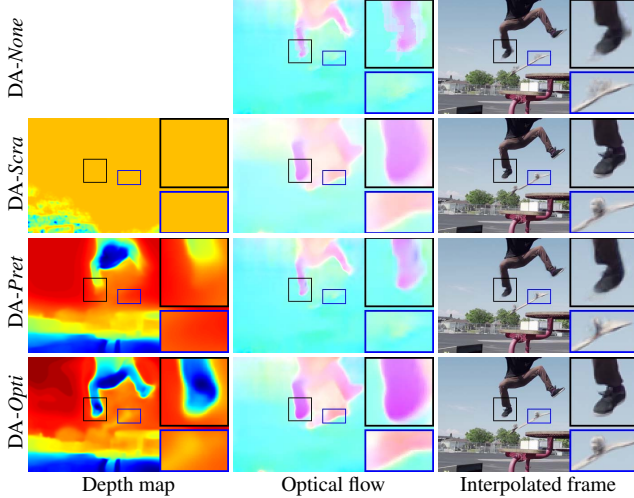 DA-None
DA-Scra
DA-Pret
DA-Opti
Depth map Optical flow Interpolated frame